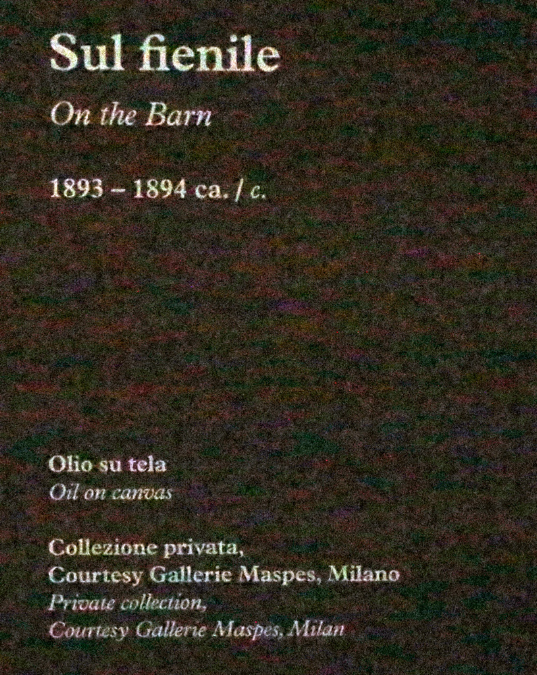 Sul fienile
On the Barn
1893 – 1894 ca. / c.
Olio su tela
Oil on canvas
Collezione privata,
Courtesy Gallerie Maspes, Milano
Private collection,
Courtesy Gallerie Maspes, Milan